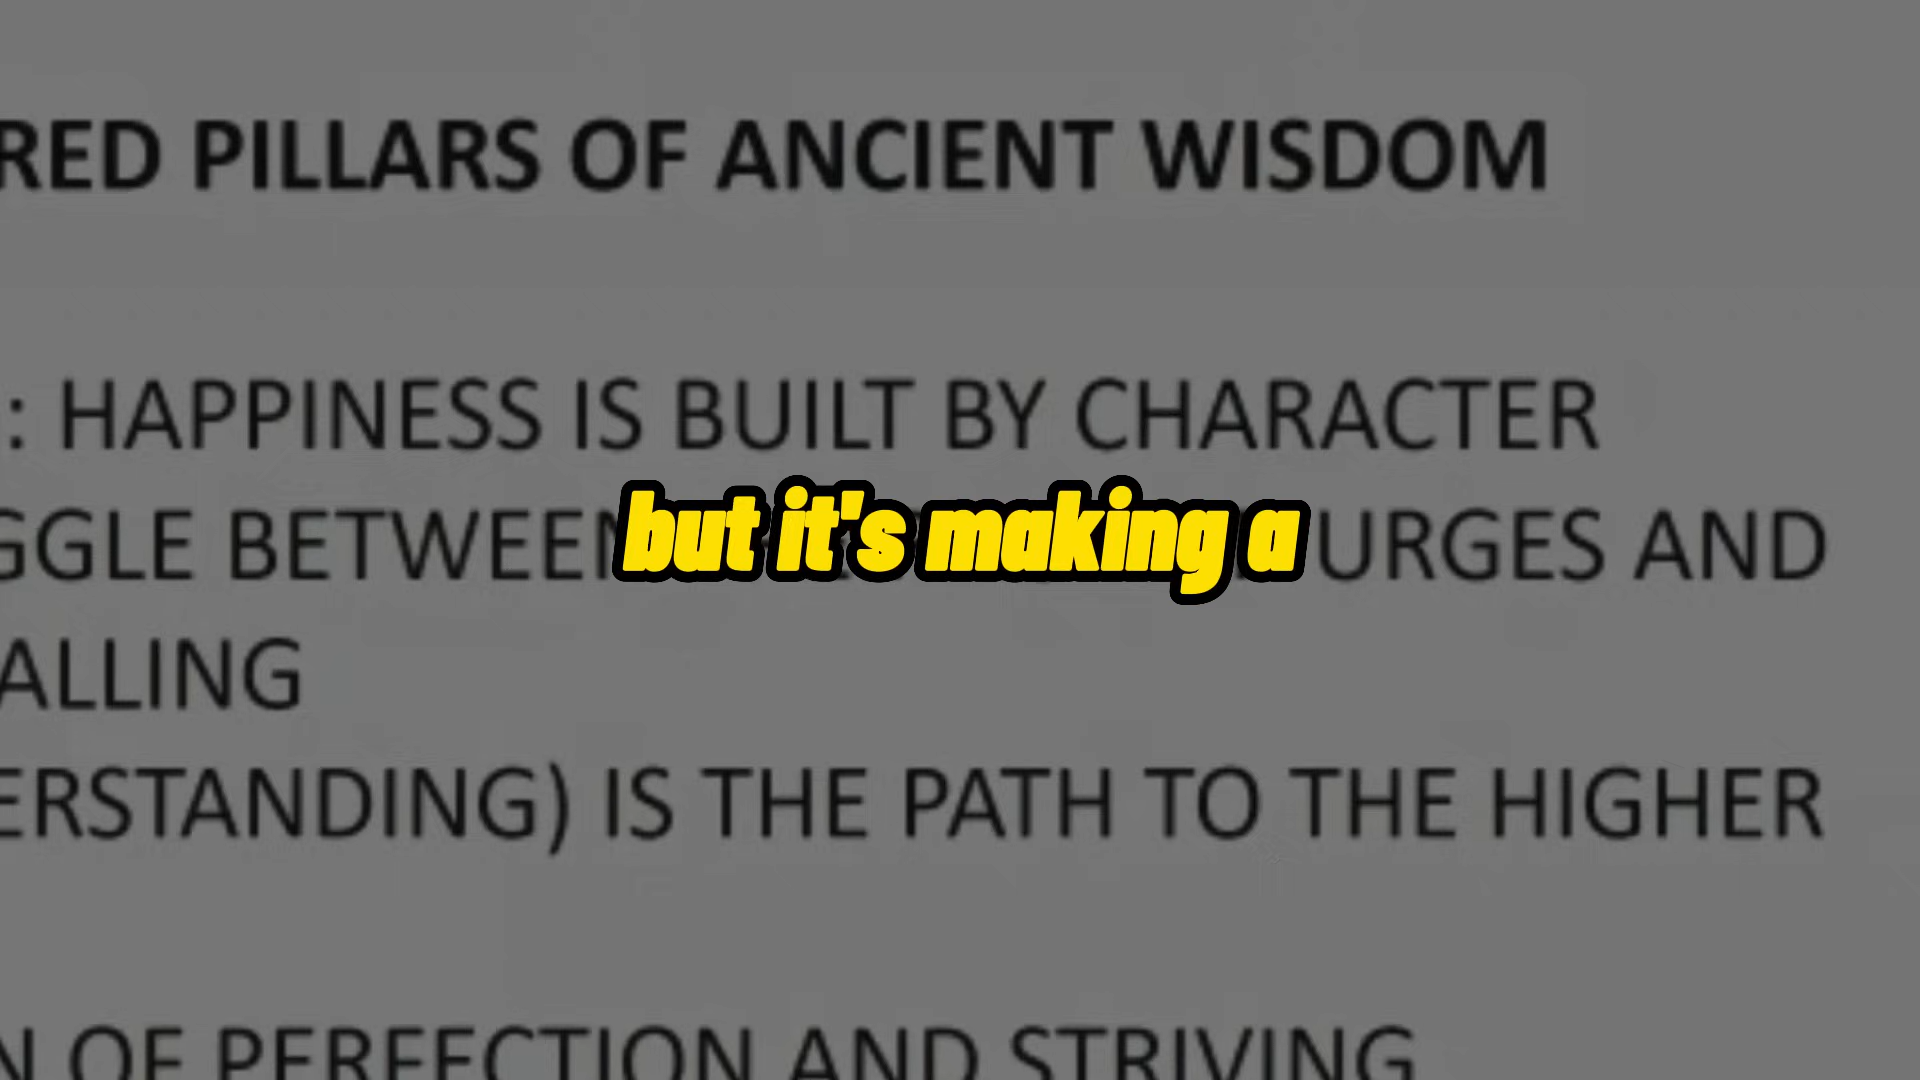 RED PILLARS OF ANCIENT WISDOM
: HAPPINESS IS BUILT BY CHARACTER
GGLE BETWEEN URGES AND
but it's making a
ALLING
ERSTANDING) IS THE PATH TO THE HIGHER
N OF PERFECTION AND STRIVING